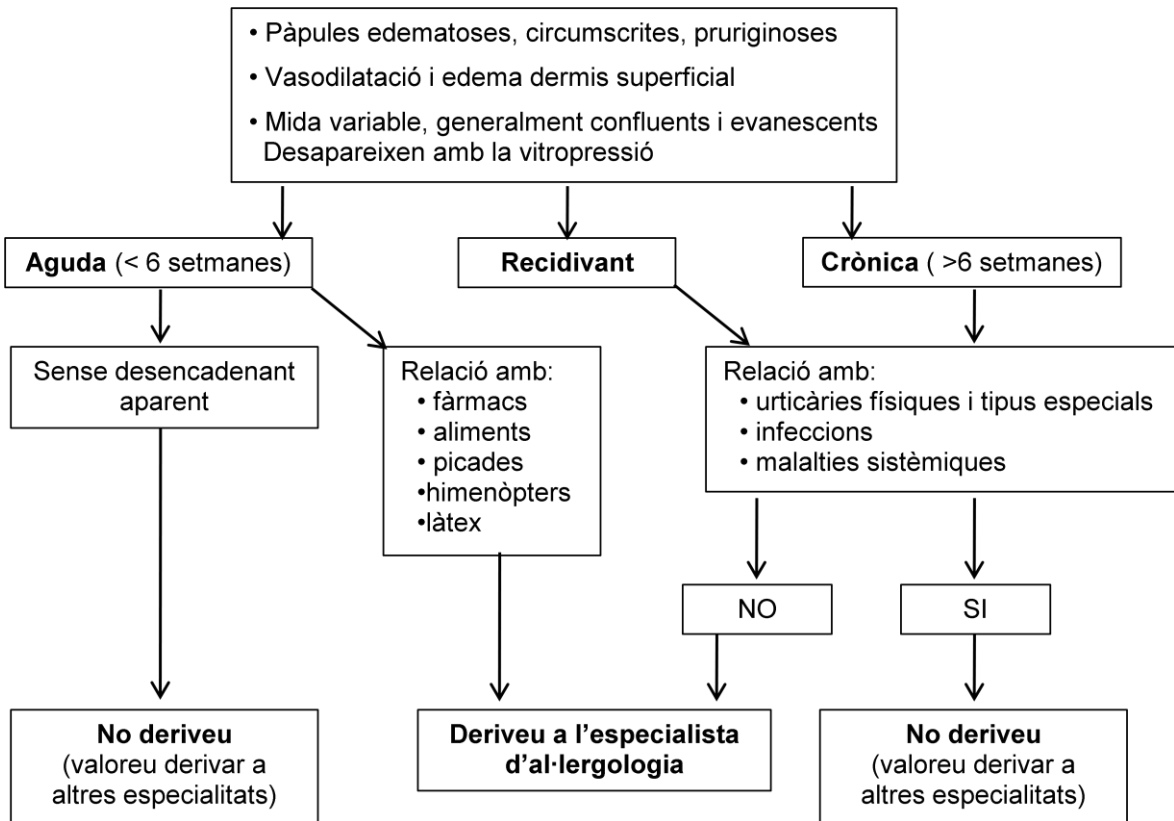 • Pàpules edematoses, circumscrites, pruriginoses
• Vasodilatació i edema dermis superficial
• Mida variable, generalment confluents i evanescents
Desapareixen amb la vitropressió
Aguda (< 6 setmanes)
Recidivant
Crònica ( >6 setmanes)
Sense desencadenant
aparent
Relació amb:
• fàrmacs
• aliments
• picades
•himenòpters
•làtex
Relació amb:
• urticàries físiques i tipus especials
• infeccions
• malalties sistèmiques
NO
SI
No deriveu
(valoreu derivar a
altres especialitats)
Deriveu a l’especialista
d’al·lergologia
No deriveu
(valoreu derivar a
altres especialitats)